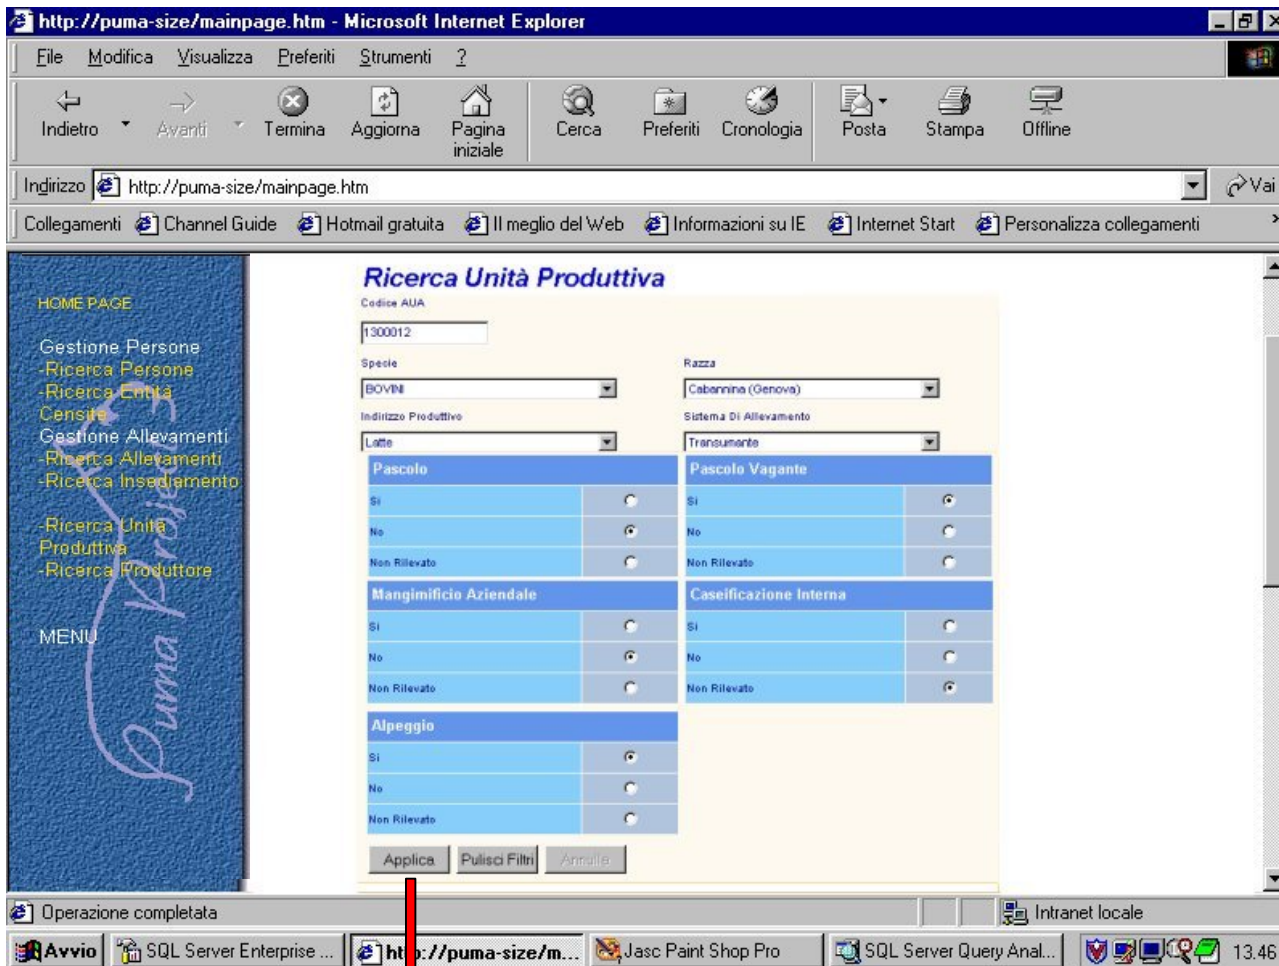 http://puma-size/mainpage.htm - Microsoft Internet Explorer
File Modifica Visualizza Preferiti Strumenti ?
Indietro Avanti Termina Aggiorna Pagina iniziale Cerca Preferiti Cronologia Posta Stampa Offline
Indirizzo http://puma-size/mainpage.htm Vai
Collegamenti Channel Guide Hotmail gratuita Il meglio del Web Informazioni su IE Internet Start Personalizza collegamenti
HOME PAGE
Gestione Persone
-Ricerca Persone
-Ricerca Entità
Censite
Gestione Allevamenti
-Ricerca Allevamenti
-Ricerca Insediamento
-Ricerca Unità
Produttiva
-Ricerca Produttore
MENU
Puma Project
Ricerca Unità Produttiva
Codice AUA
1300012
Specie Razza
BOVINI Cabannina (Genova)
Indirizzo Produttivo Sistema Di Allevamento
Latte Transumante
Pascolo Pascolo Vagante
Si Si
No No
Non Rilevato Non Rilevato
Mangimificio Aziendale Caseificazione Interna
Si Si
No No
Non Rilevato Non Rilevato
Alpeggio
Si
No
Non Rilevato
Applica Pulisci Filtri Annulla
Operazione completata Intranet locale
Avvio SQL Server Enterprise ... http://puma-size/m... Jasc Paint Shop Pro SQL Server Query Anal... 13.46